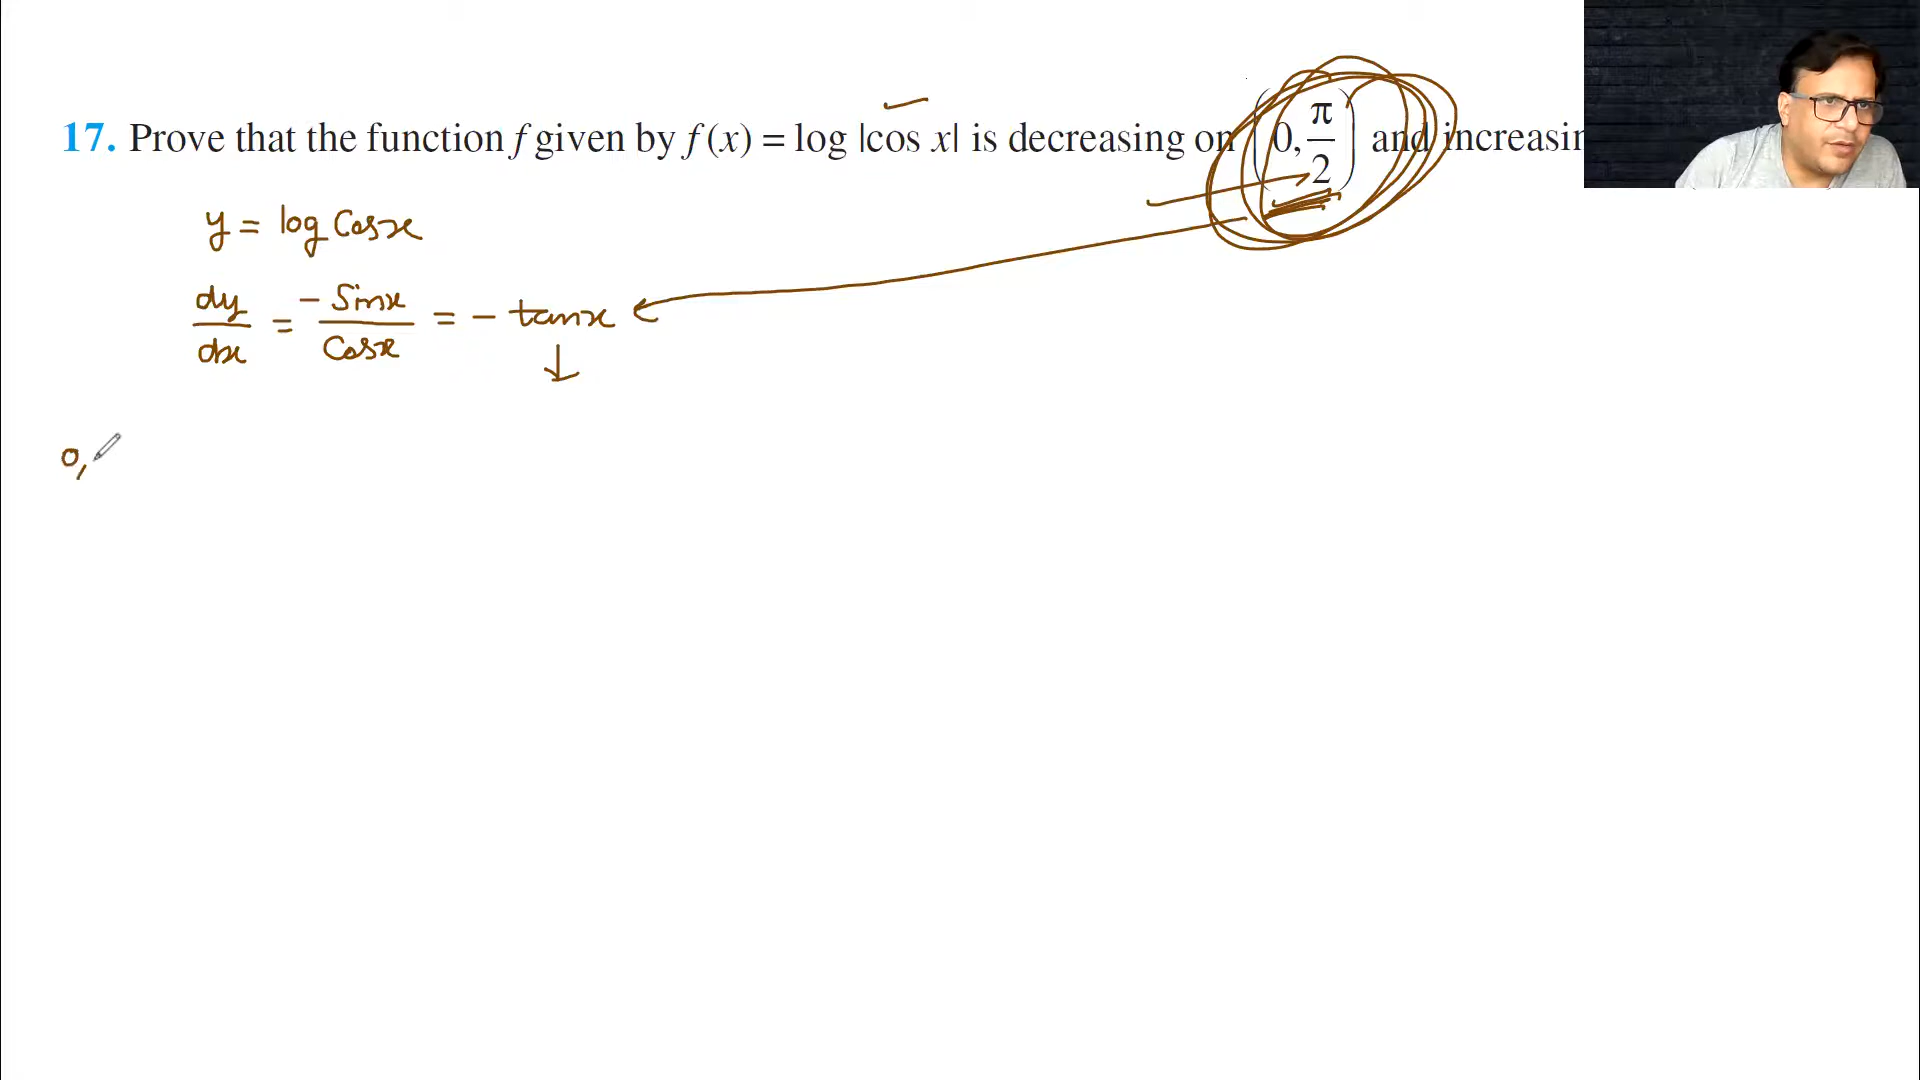 17. Prove that the function f given by f(x) = log |cos x| is decreasing on (0, π/2) and increasin
y = log Cosx
dy/dx = -Sinx/Cosx = - tanx
0,